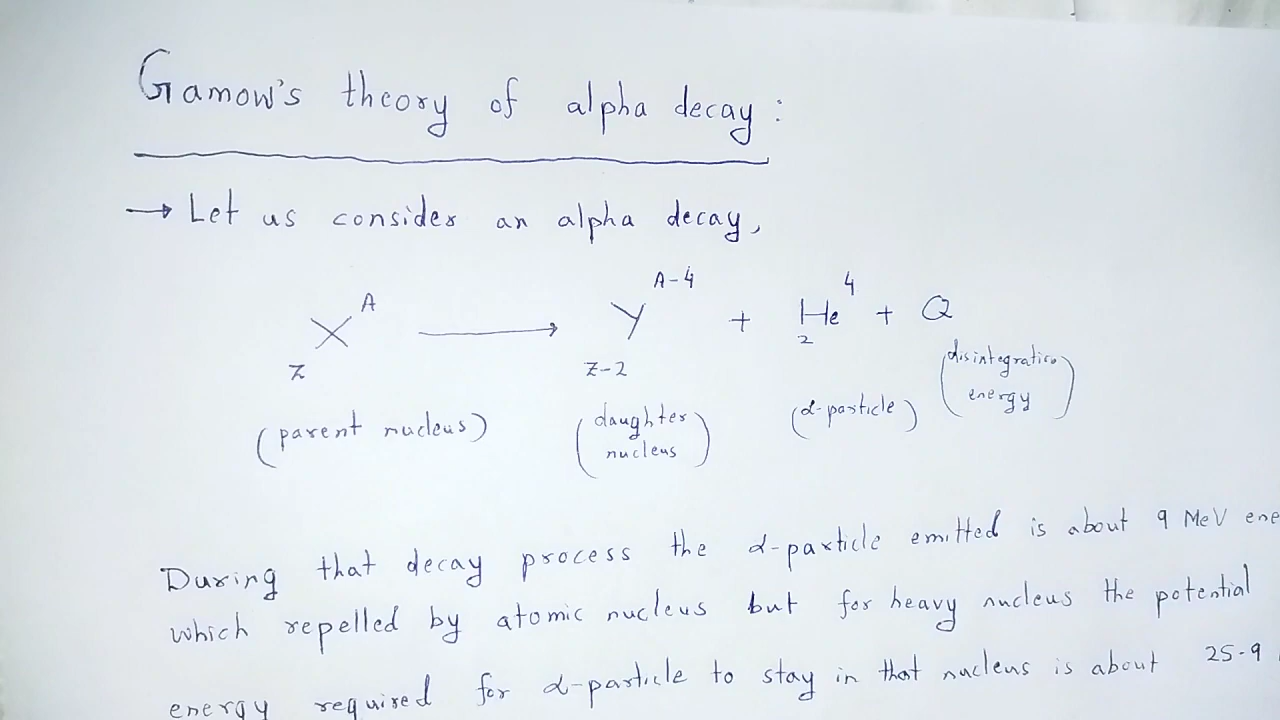 Gamow's theory of alpha decay :
→ Let us consider an alpha decay,
X A Z → Y A-4 Z-2 + 2 He 4 + Q
(parent nucleus) (daughter nucleus) (α-particle) (disintegration energy)
During that decay process the α-particle emitted is about 9 MeV ene
which repelled by atomic nucleus but for heavy nucleus the potential
energy required for α-particle to stay in that nucleus is about 25-9